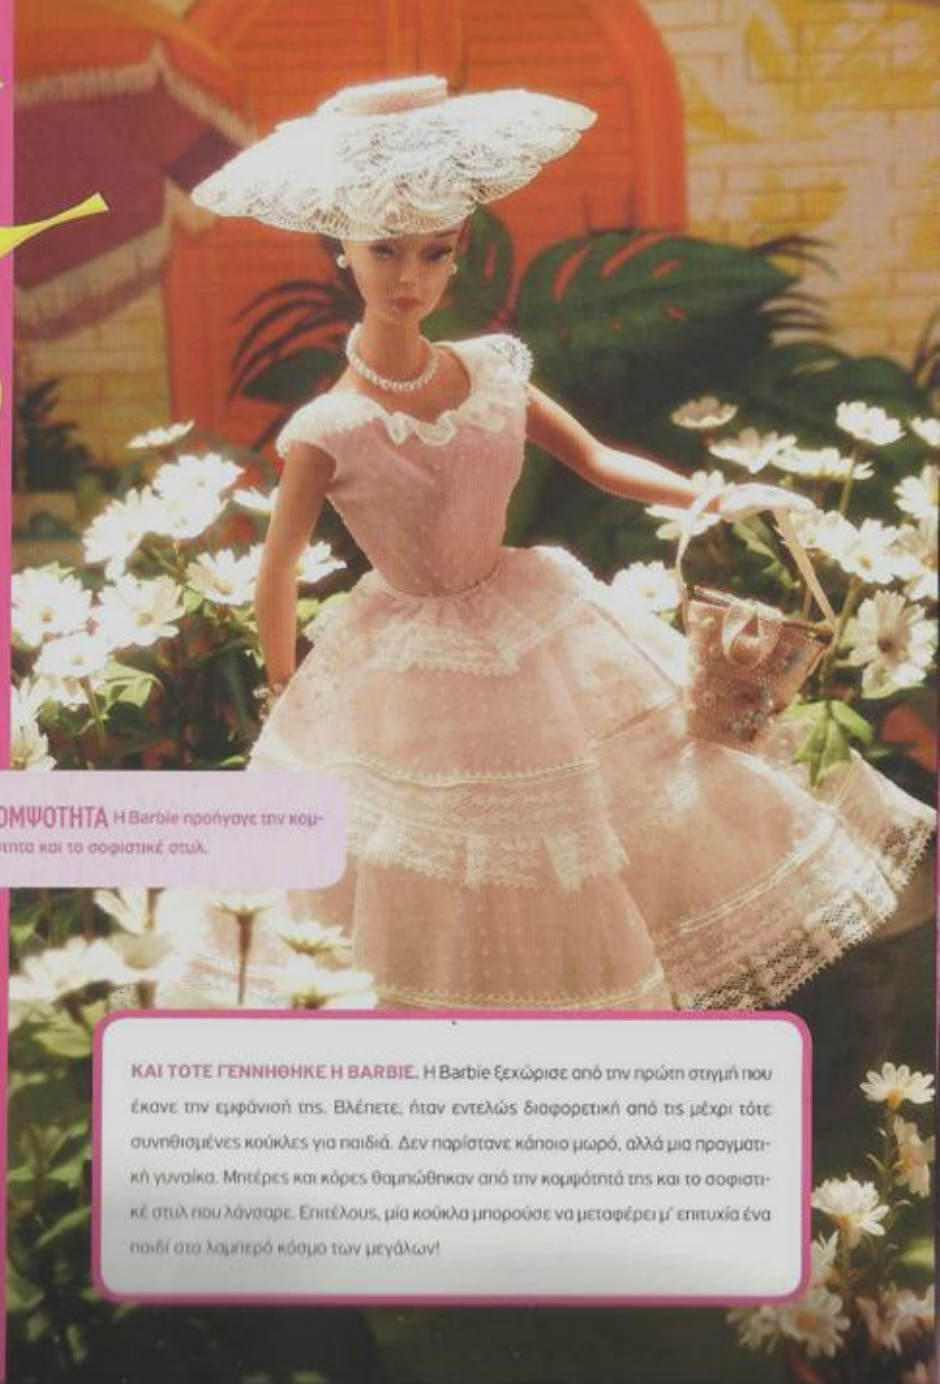 ΟΜΨΟΤΗΤΑ Η Barbie προήγαγε την κομ-
τητα και το σοφιστικέ στυλ.
ΚΑΙ ΤΟΤΕ ΓΕΝΝΗΘΗΚΕ Η BARBIE. Η Barbie ξεχώρισε από την πρώτη στιγμή που
έκανε την εμφάνισή της. Βλέπετε, ήταν εντελώς διαφορετική από τις μέχρι τότε
συνηθισμένες κούκλες για παιδιά. Δεν παρίστανε κάποιο μωρό, αλλά μια πραγματι-
κή γυναίκα. Μητέρες και κόρες θαμπώθηκαν από την κομψότητά της και το σοφιστι-
κέ στυλ που λάνσαρε. Επιτέλους, μία κούκλα μπορούσε να μεταφέρει μ' επιτυχία ένα
παιδί στο λαμπερό κόσμο των μεγάλων!